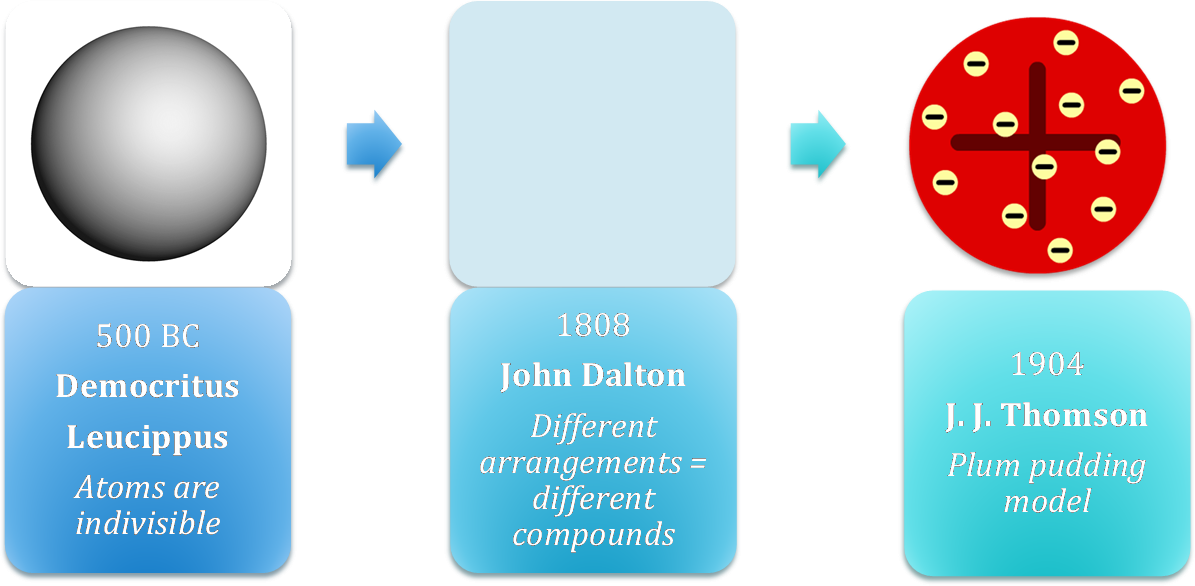 500 BC
Democritus
Leucippus
Atoms are
indivisible
1808
John Dalton
Different
arrangements =
different
compounds
1904
J. J. Thomson
Plum pudding
model